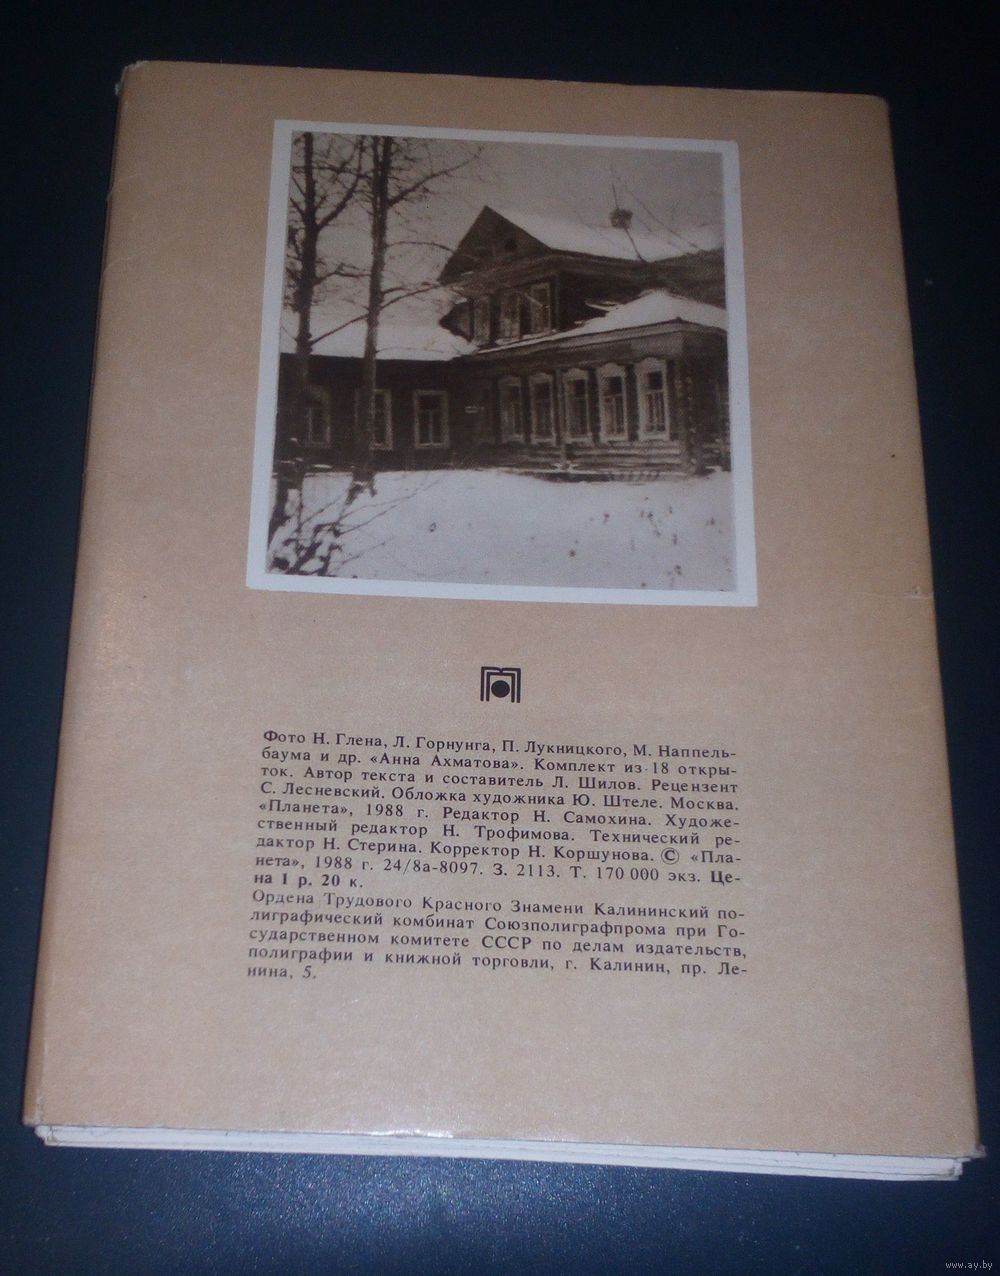 Фото Н. Глена, Л. Горнунга, П. Лукницкого, М. Наппель-
баума и др. «Анна Ахматова». Комплект из 18 откры-
ток. Автор текста и составитель Л. Шилов. Рецензент
С. Лесневский. Обложка художника Ю. Штеле. Москва.
«Планета», 1988 г. Редактор Н. Самохина. Художе-
ственный редактор Н. Трофимова. Технический ре-
дактор Н. Стерина. Корректор Н. Коршунова. © «Пла-
нета», 1988 г. 24/8а-8097. З. 2113. Т. 170 000 экз. Це-
на 1 р. 20 к.
Ордена Трудового Красного Знамени Калининский по-
лиграфический комбинат Союзполиграфпрома при Го-
сударственном комитете СССР по делам издательств,
полиграфии и книжной торговли, г. Калинин, пр. Ле-
нина, 5.
www.ay.by